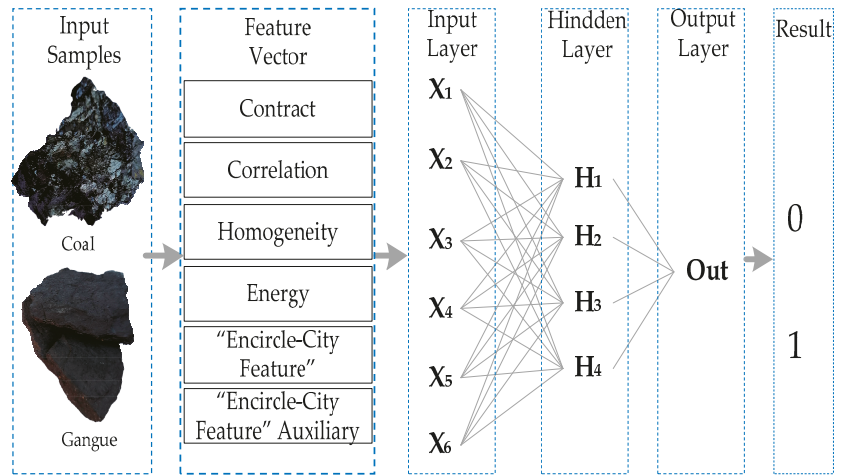 Input
Samples
Coal
Gangue
Feature
Vector
Contract
Correlation
Homogeneity
Energy
“Encircle-City
Feature”
“Encircle-City
Feature” Auxiliary
Input
Layer
X1
X2
X3
X4
X5
X6
Hindden
Layer
H1
H2
H3
H4
Output
Layer
Out
Result
0
1